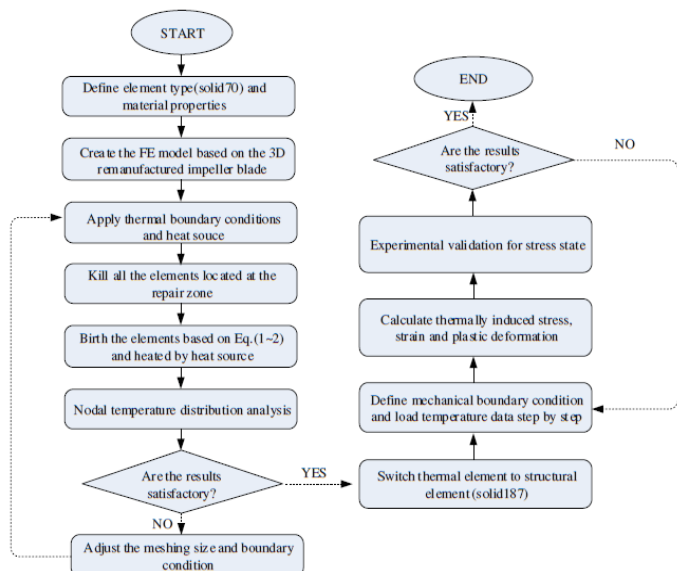 START
Define element type(solid70) and
material properties
Create the FE model based on the 3D
remanufactured impeller blade
Apply thermal boundary conditions
and heat souce
Kill all the elements located at the
repair zone
Birth the elements based on Eq.(1~2)
and heated by heat source
Nodal temperature distribution analysis
Are the results
satisfactory?
YES
NO
Adjust the meshing size and boundary
condition
Switch thermal element to structural
element(solid187)
Define mechanical boundary condition
and load temperature data step by step
Calculate thermally induced stress,
strain and plastic deformation
Experimental validation for stress state
Are the results
satisfactory?
NO
YES
END